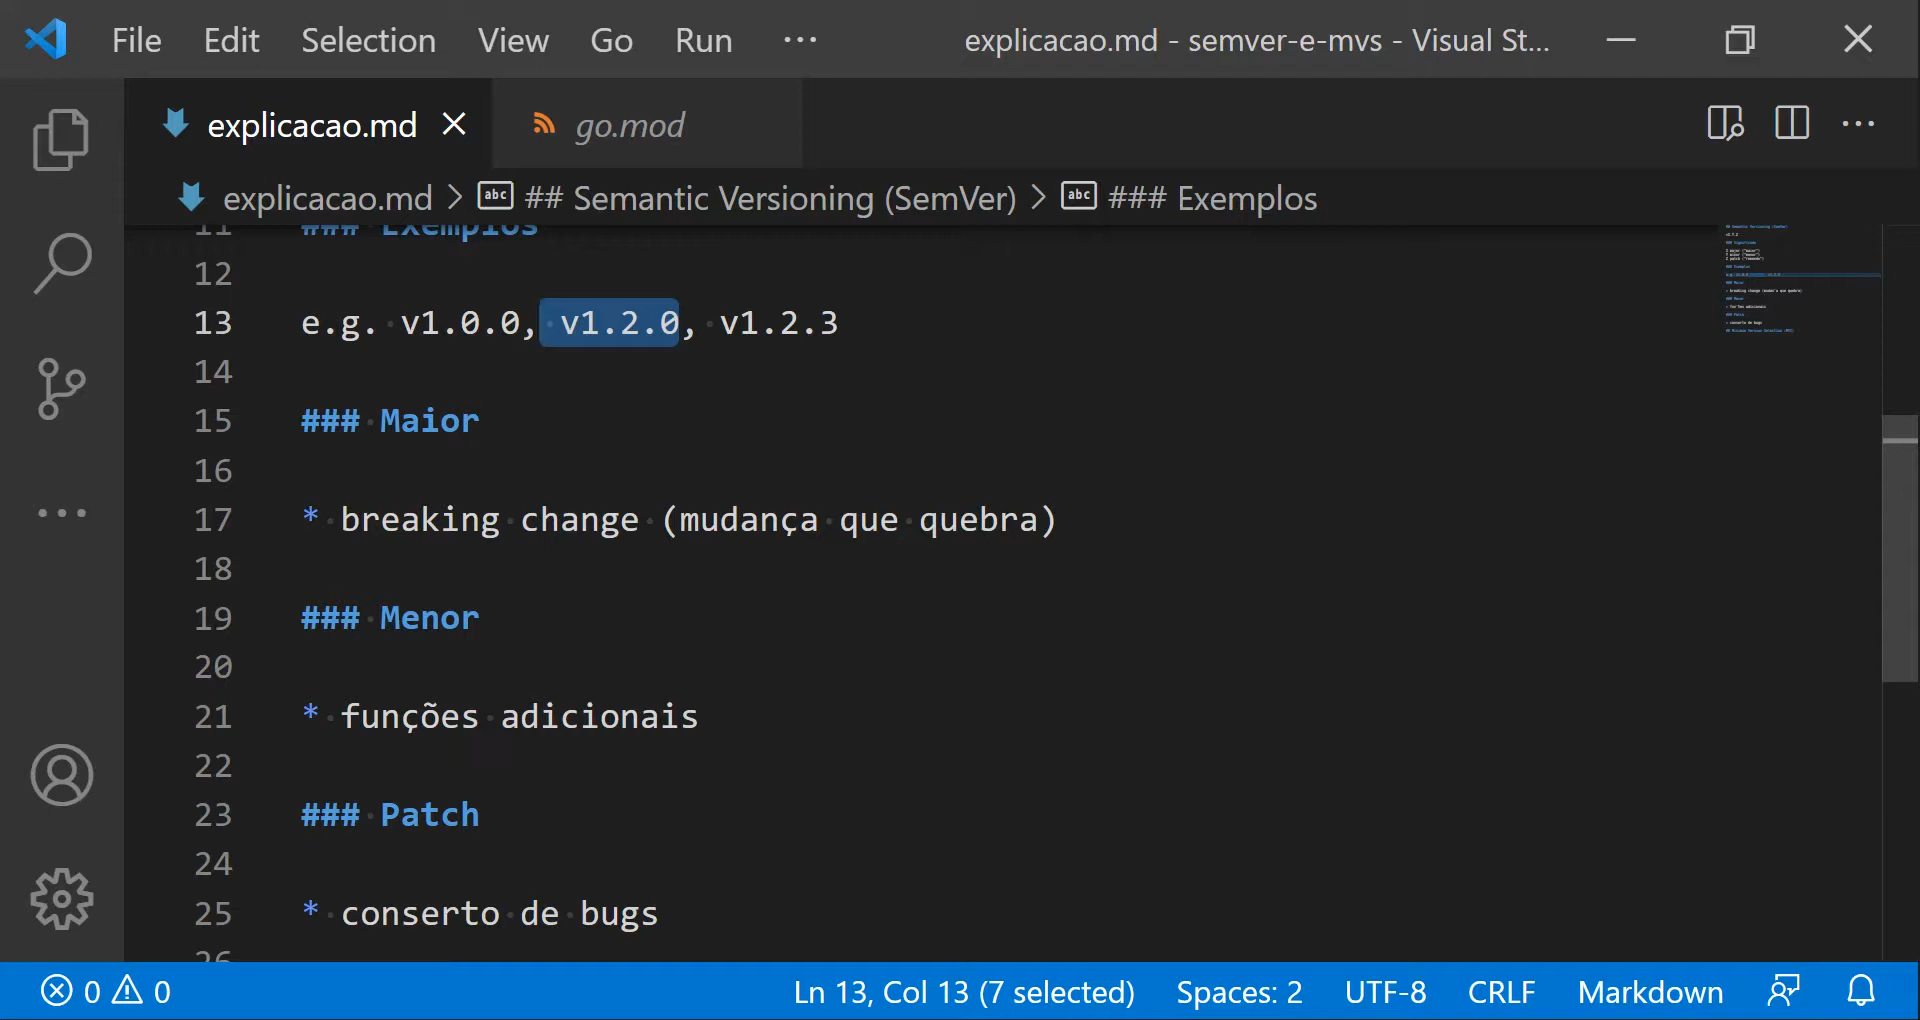 File Edit Selection View Go Run ··· explicacao.md - semver-e-mvs - Visual St...
explicacao.md go.mod
explicacao.md > ## Semantic Versioning (SemVer) > ### Exemplos
11 ### Exemplos
12
13 e.g. v1.0.0, v1.2.0, v1.2.3
14
15 ### Maior
16
17 * breaking change (mudança que quebra)
18
19 ### Menor
20
21 * funções adicionais
22
23 ### Patch
24
25 * conserto de bugs
26
0 0 Ln 13, Col 13 (7 selected) Spaces: 2 UTF-8 CRLF Markdown